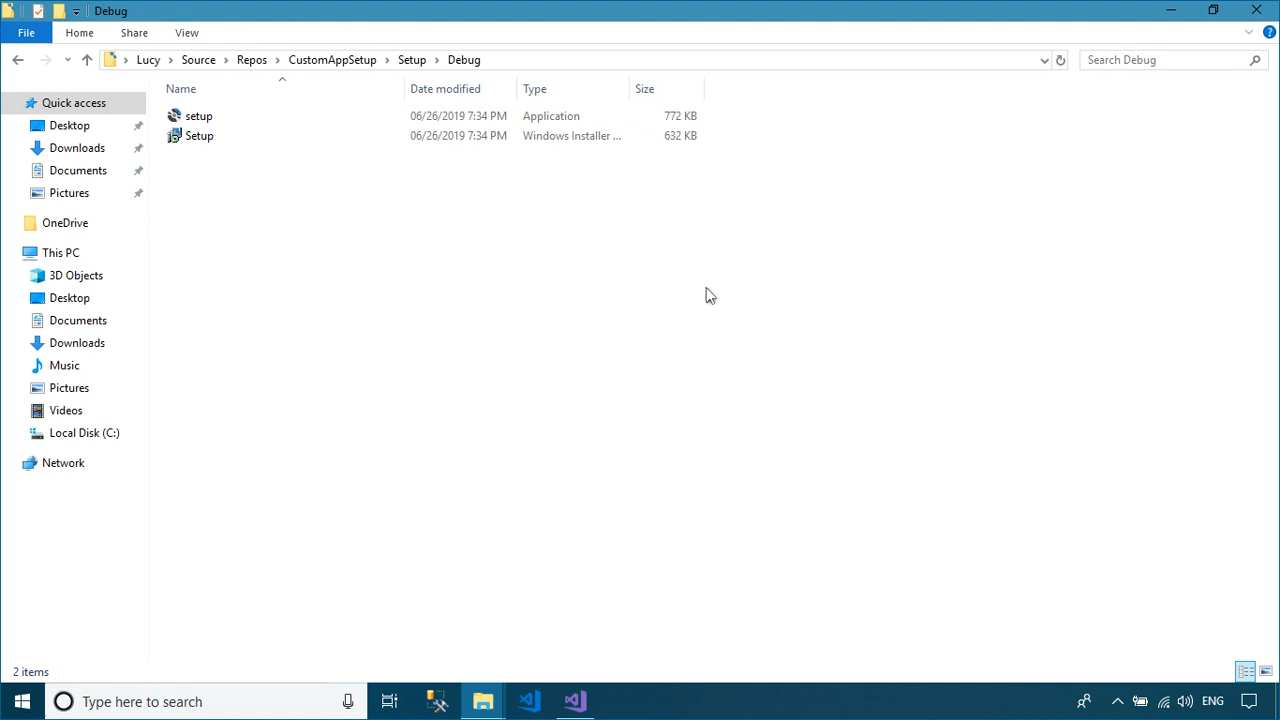 Debug
File Home Share View
Lucy Source Repos CustomAppSetup Setup Debug Search Debug
Name Date modified Type Size
Quick access
Desktop
Downloads
Documents
Pictures
OneDrive
This PC
3D Objects
Desktop
Documents
Downloads
Music
Pictures
Videos
Local Disk (C:)
Network
setup 06/26/2019 7:34 PM Application 772 KB
Setup 06/26/2019 7:34 PM Windows Installer ... 632 KB
2 items
Type here to search ENG